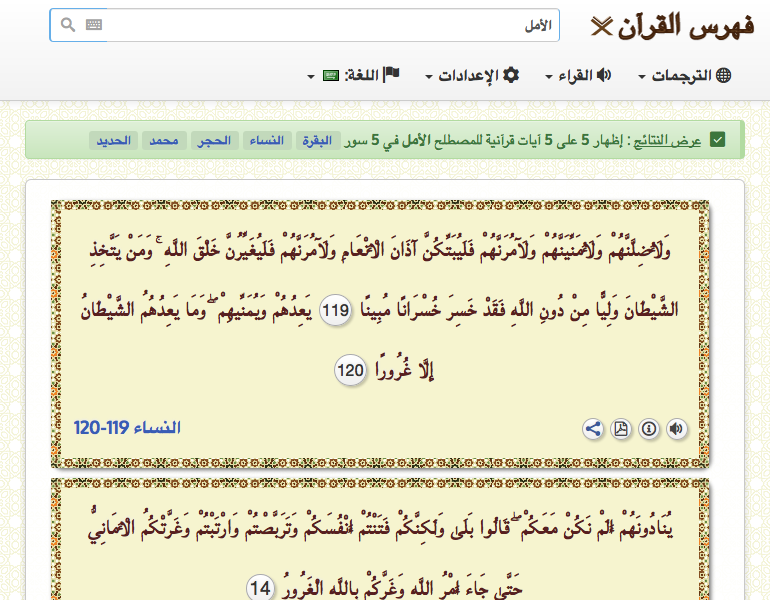 فهرس القرآن
الأمل
الترجمات القراء الإعدادات اللغة:
عرض النتائج : إظهار 5 على 5 آيات قرآنية للمصطلح الأمل في 5 سور البقرة النساء الحجر محمد الحديد
وَلَأُضِلَّنَّهُمْ وَلَأُمَنِّيَنَّهُمْ وَلَآمُرَنَّهُمْ فَلَيُبَتِّكُنَّ آذَانَ الْأَنْعَامِ وَلَآمُرَنَّهُمْ فَلَيُغَيِّرُنَّ خَلْقَ اللَّهِ ۚ وَمَنْ يَتَّخِذِ
الشَّيْطَانَ وَلِيًّا مِنْ دُونِ اللَّهِ فَقَدْ خَسِرَ خُسْرَانًا مُبِينًا 119 يَعِدُهُمْ وَيُمَنِّيهِمْ ۖ وَمَا يَعِدُهُمُ الشَّيْطَانُ
إِلَّا غُرُورًا 120
النساء 119-120
يُنَادُونَهُمْ أَلَمْ نَكُنْ مَعَكُمْ ۖ قَالُوا بَلَىٰ وَلَٰكِنَّكُمْ فَتَنْتُمْ أَنْفُسَكُمْ وَتَرَبَّصْتُمْ وَارْتَبْتُمْ وَغَرَّتْكُمُ الْأَمَانِيُّ
حَتَّىٰ جَاءَ أَمْرُ اللَّهِ وَغَرَّكُمْ بِاللَّهِ الْغَرُورُ 14